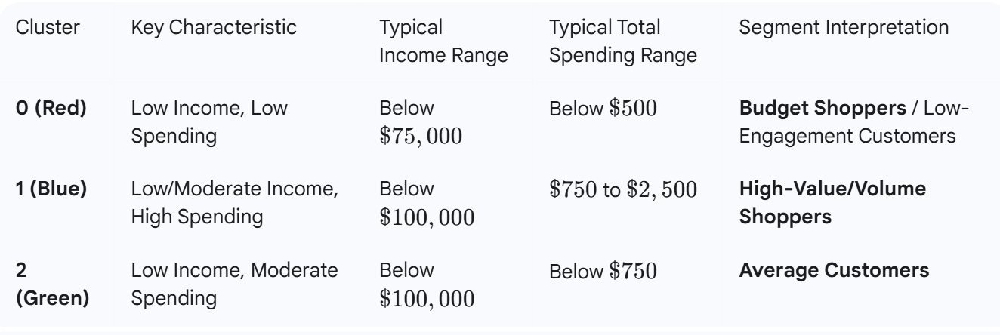 Cluster Key Characteristic Typical Income Range Typical Total Spending Range Segment Interpretation
0 (Red) Low Income, Low Spending Below $75, 000 Below $500 Budget Shoppers / Low-Engagement Customers
1 (Blue) Low/Moderate Income, High Spending Below $100, 000 $750 to $2, 500 High-Value/Volume Shoppers
2 (Green) Low Income, Moderate Spending Below $100, 000 Below $750 Average Customers